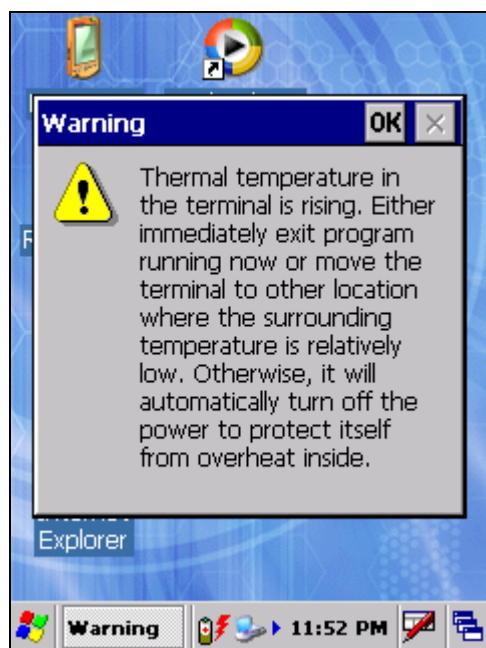 Warning OK
Thermal temperature in
the terminal is rising. Either
immediately exit program
running now or move the
terminal to other location
where the surrounding
temperature is relatively
low. Otherwise, it will
automatically turn off the
power to protect itself
from overheat inside.
Explorer
Warning 11:52 PM